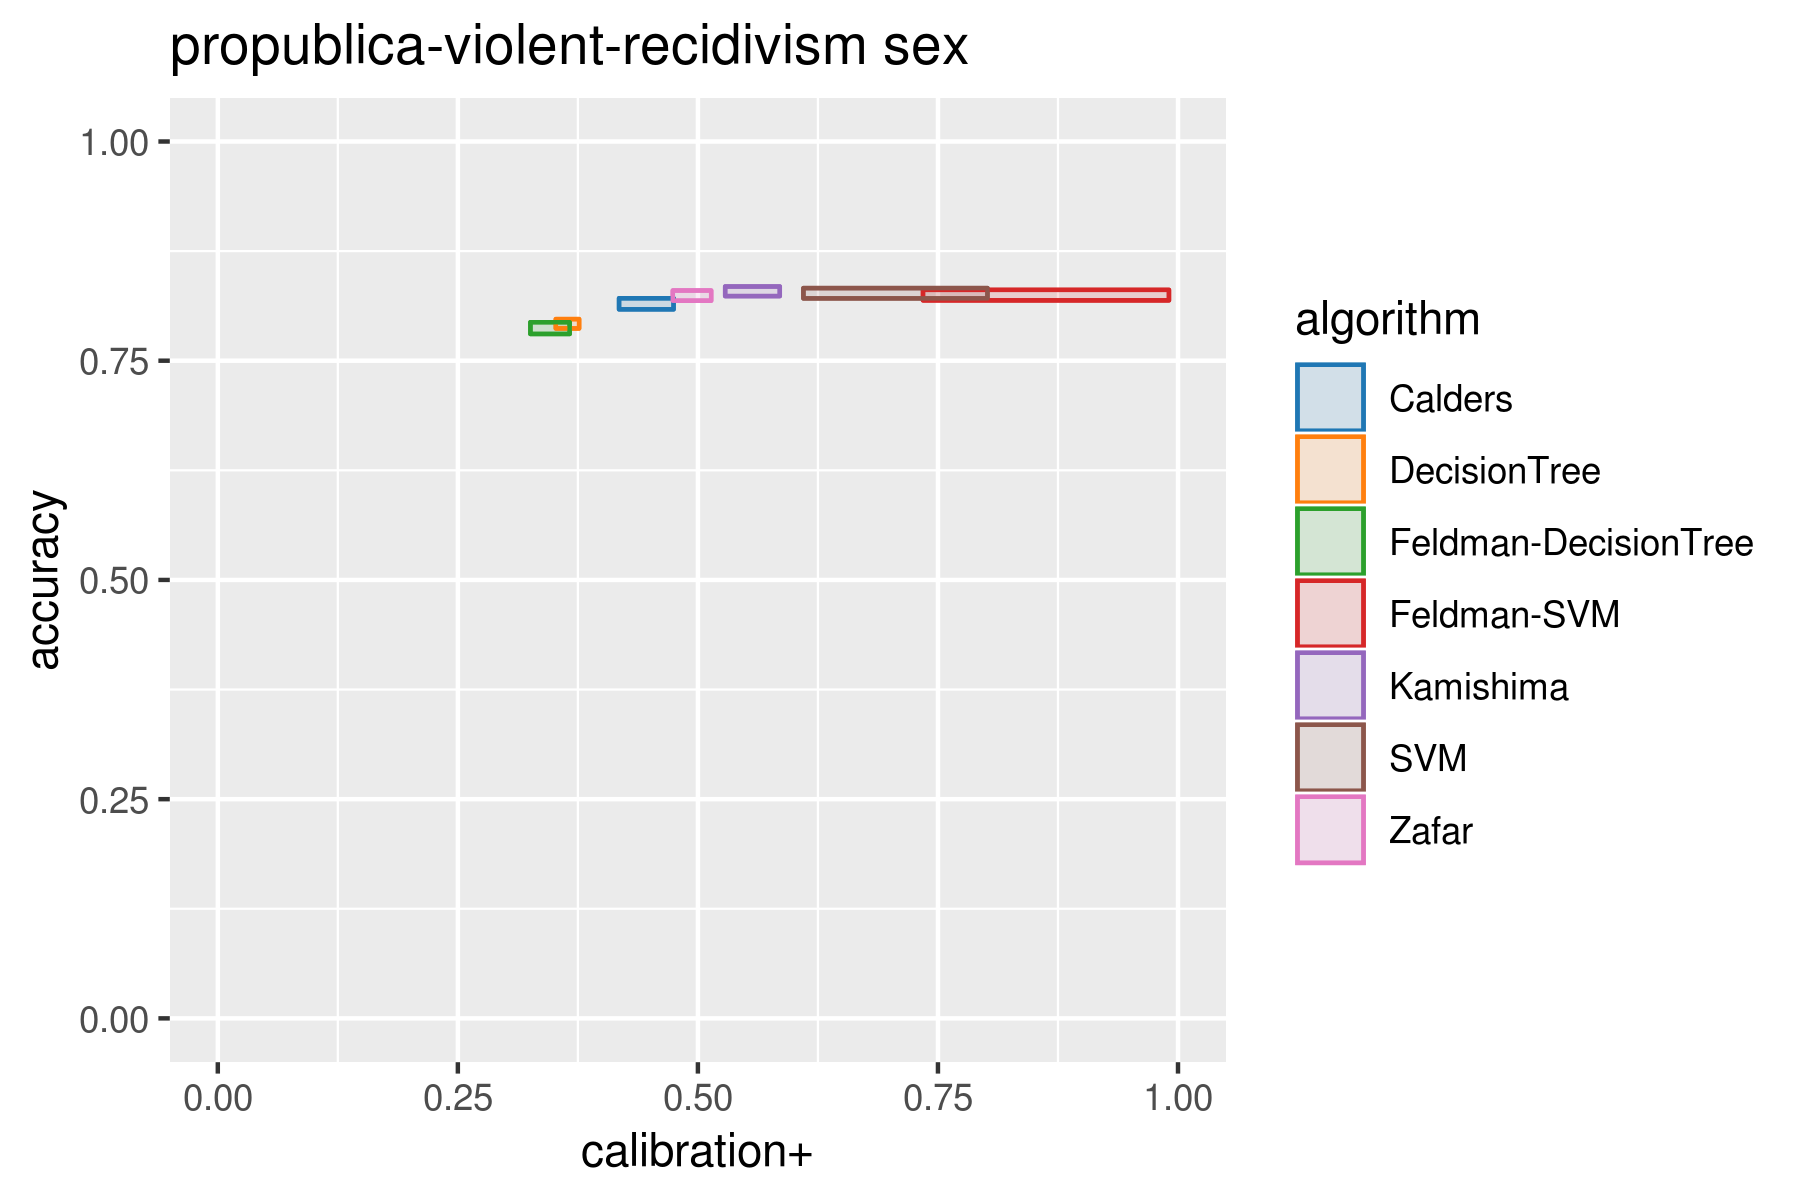 propublica-violent-recidivism sex
1.00
0.75
0.50
0.25
0.00
accuracy
0.00 0.25 0.50 0.75 1.00
calibration+
algorithm
Calders
DecisionTree
Feldman-DecisionTree
Feldman-SVM
Kamishima
SVM
Zafar